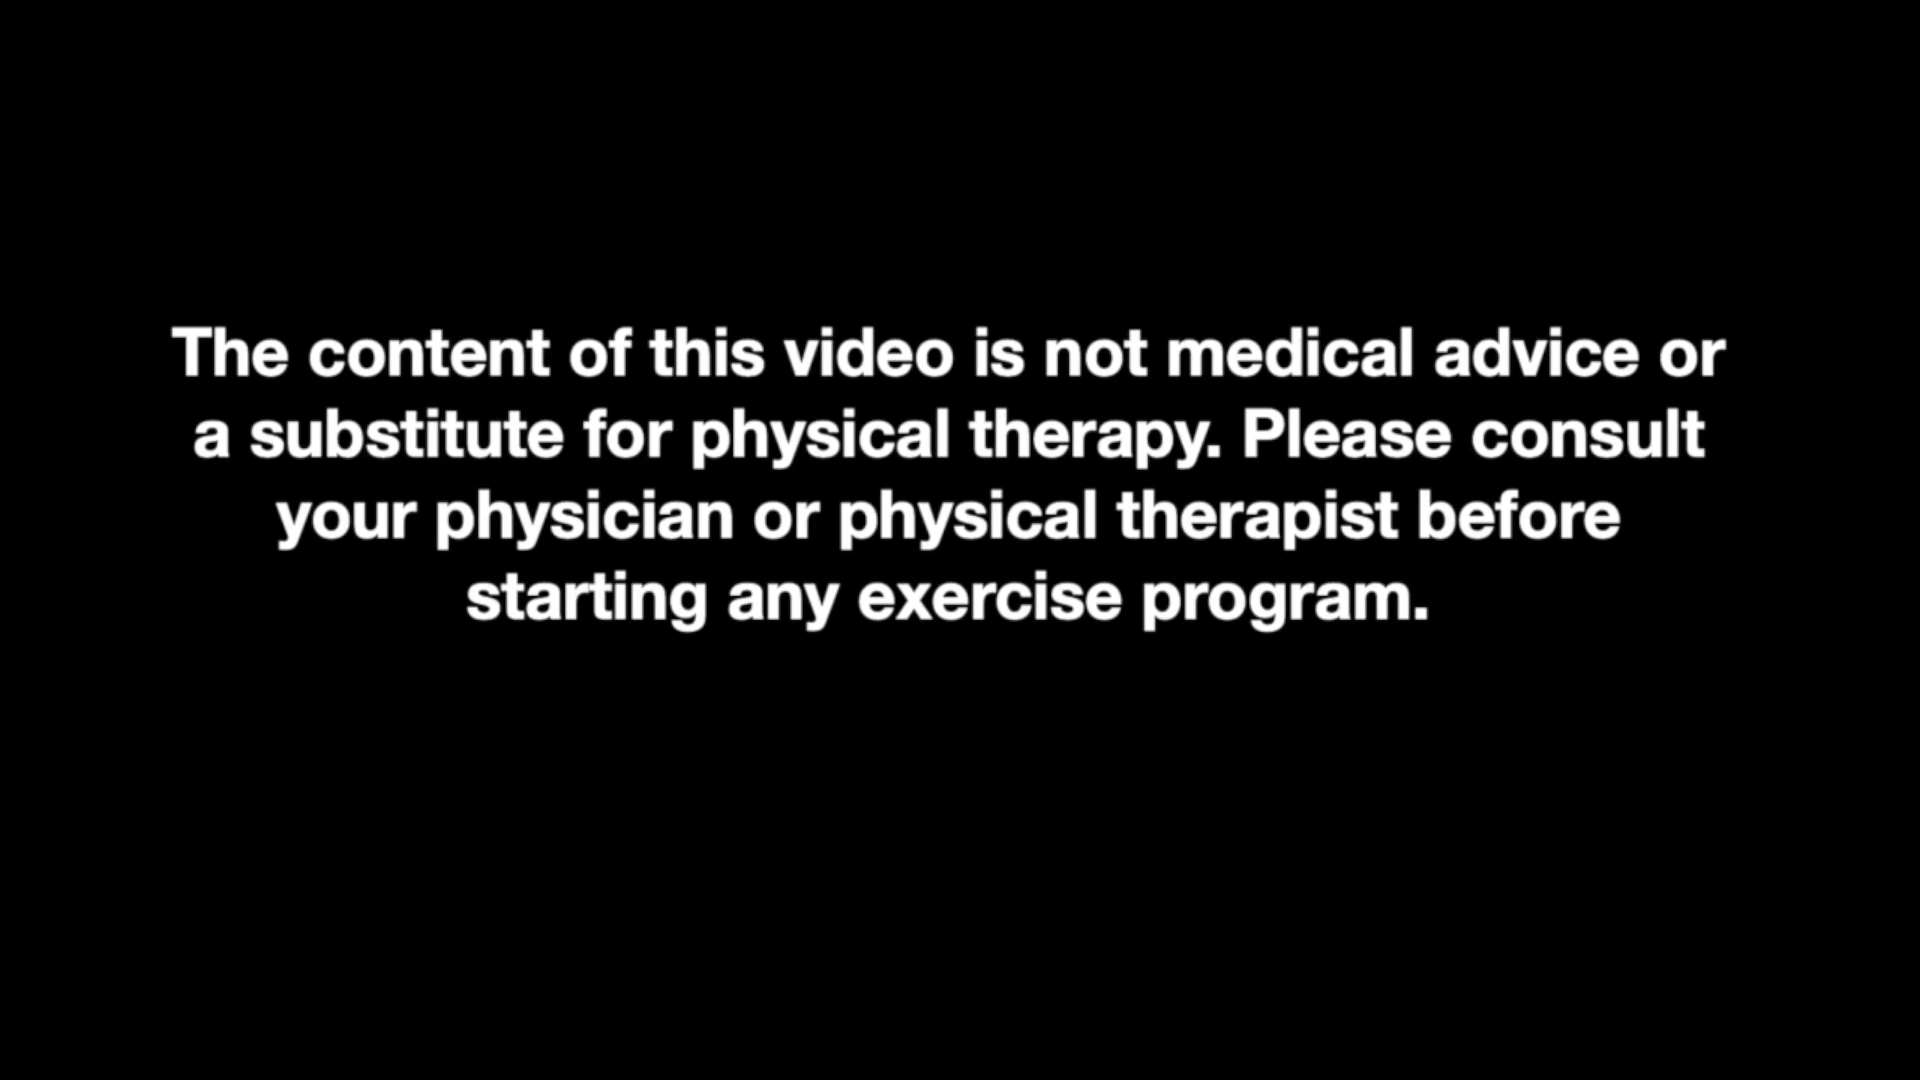 The content of this video is not medical advice or
a substitute for physical therapy. Please consult
your physician or physical therapist before
starting any exercise program.